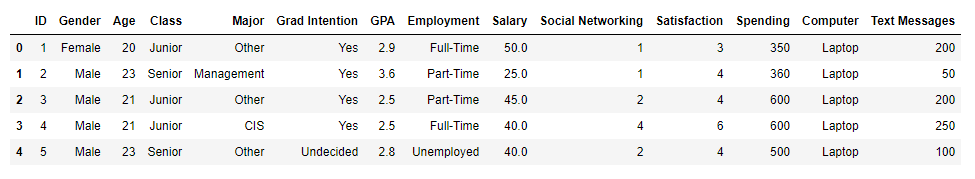 ID Gender Age Class Major Grad Intention GPA Employment Salary Social Networking Satisfaction Spending Computer Text Messages
0 1 Female 20 Junior Other Yes 2.9 Full-Time 50.0 1 3 350 Laptop 200
1 2 Male 23 Senior Management Yes 3.6 Part-Time 25.0 1 4 360 Laptop 50
2 3 Male 21 Junior Other Yes 2.5 Part-Time 45.0 2 4 600 Laptop 200
3 4 Male 21 Junior CIS Yes 2.5 Full-Time 40.0 4 6 600 Laptop 250
4 5 Male 23 Senior Other Undecided 2.8 Unemployed 40.0 2 4 500 Laptop 100